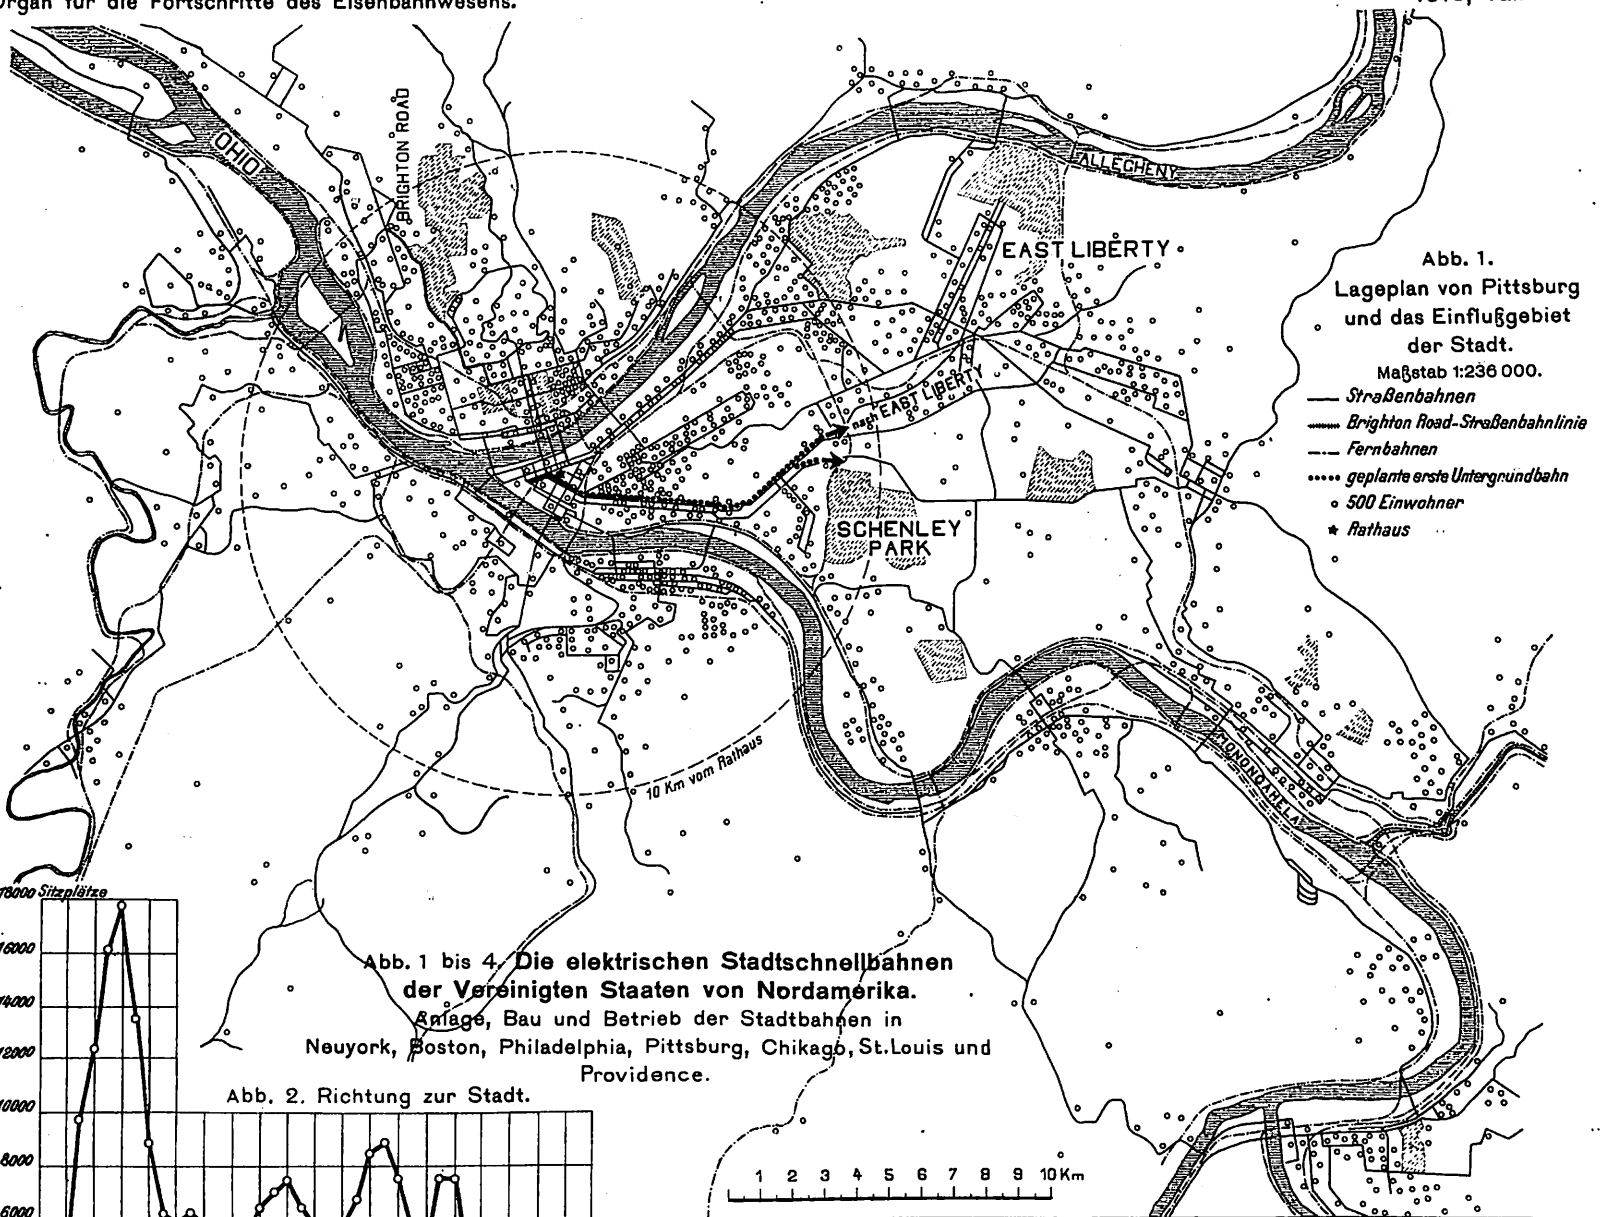 Organ für die Fortschritte des Eisenbahnwesens.
OHIO
BRIGHTON ROAD
ALLEGHENY
EAST LIBERTY
Abb. 1.
Lageplan von Pittsburg
und das Einflußgebiet
der Stadt.
Maßstab 1:236 000.
Straßenbahnen
Brighton Road-Straßenbahnlinie
Fernbahnen
geplante erste Untergrundbahn
500 Einwohner
Rathaus
nach EAST LIBERTY
SCHENLEY
PARK
MONONGAHELA
10 Km vom Rathaus
18000 Sitzplätze
16000
14000
12000
10000
8000
6000
Abb. 1 bis 4. Die elektrischen Stadtschnellbahnen
der Vereinigten Staaten von Nordamerika.
Anlage, Bau und Betrieb der Stadtbahnen in
Neuyork, Boston, Philadelphia, Pittsburg, Chikago, St. Louis und
Providence.
Abb. 2. Richtung zur Stadt.
1 2 3 4 5 6 7 8 9 10 Km